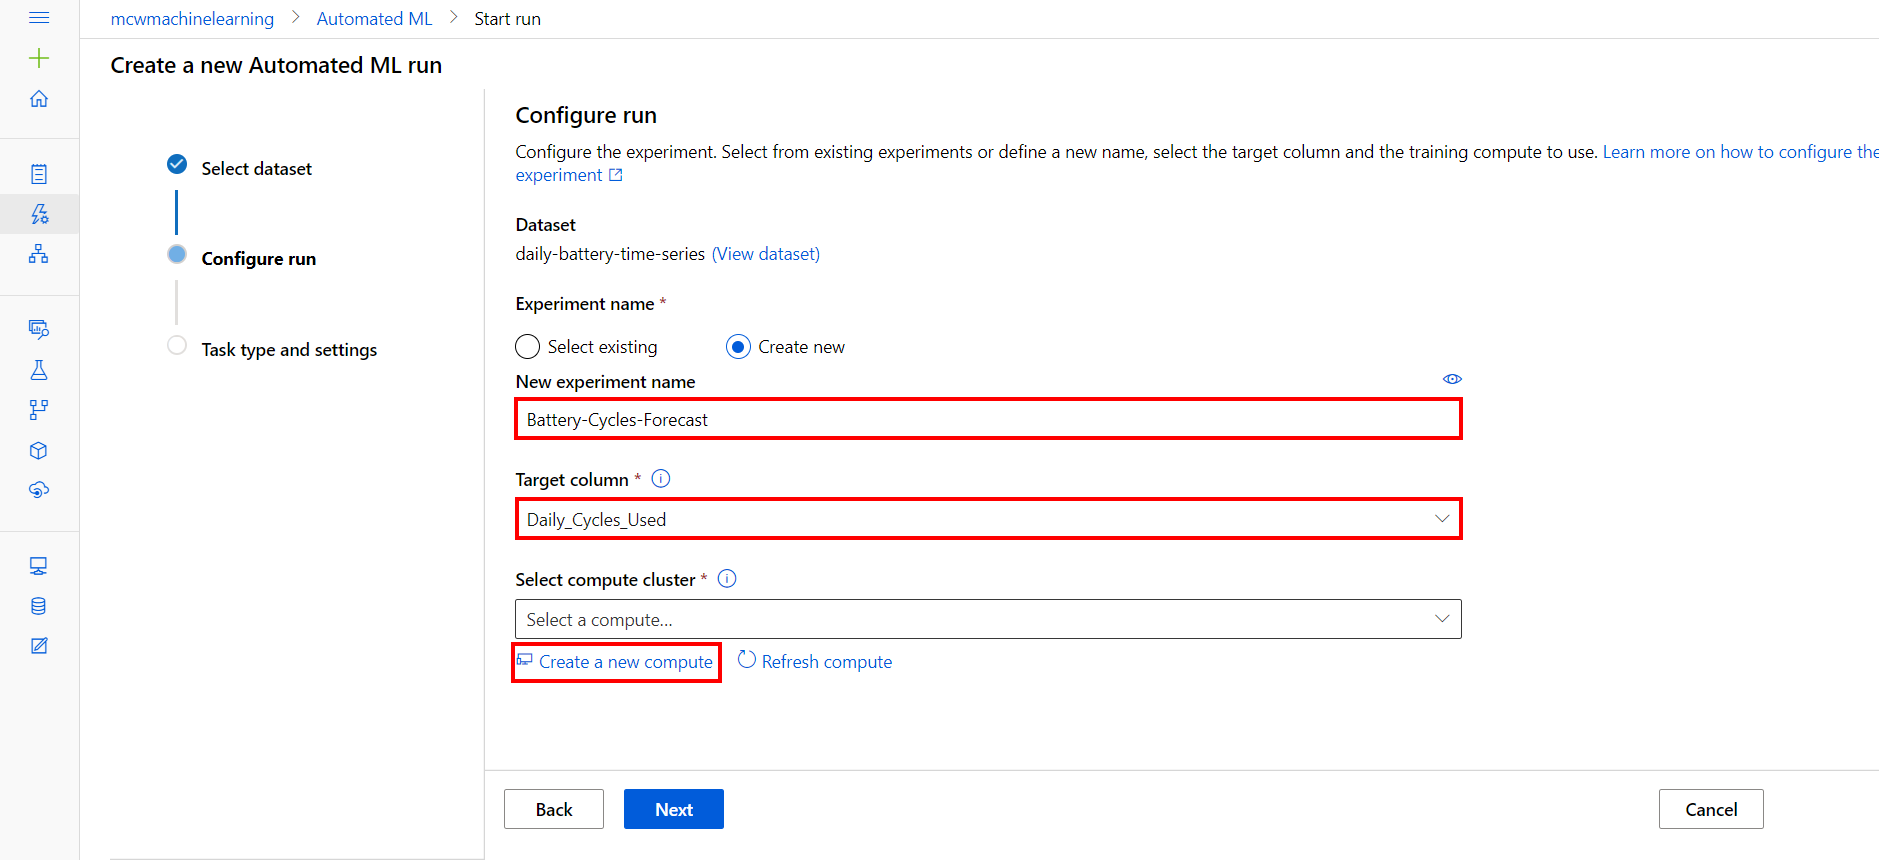 mcwmachinelearning > Automated ML > Start run
Create a new Automated ML run
Select dataset
Configure run
Task type and settings
Configure run
Configure the experiment. Select from existing experiments or define a new name, select the target column and the training compute to use. Learn more on how to configure the
experiment
Dataset
daily-battery-time-series (View dataset)
Experiment name *
Select existing Create new
New experiment name
Battery-Cycles-Forecast
Target column *
Daily_Cycles_Used
Select compute cluster *
Select a compute...
Create a new compute Refresh compute
Back Next Cancel